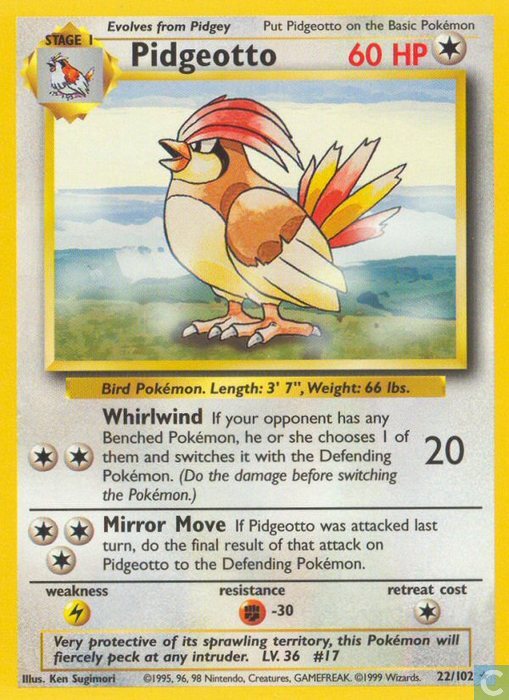 Evolves from Pidgey Put Pidgeotto on the Basic Pokémon
STAGE 1
Pidgeotto 60 HP
Bird Pokémon. Length: 3' 7", Weight: 66 lbs.
Whirlwind If your opponent has any
Benched Pokémon, he or she chooses 1 of
them and switches it with the Defending
Pokémon. (Do the damage before switching
the Pokémon.)
20
Mirror Move If Pidgeotto was attacked last
turn, do the final result of that attack on
Pidgeotto to the Defending Pokémon.
weakness resistance retreat cost
-30
Very protective of its sprawling territory, this Pokémon will
fiercely peck at any intruder. LV. 36 #17
Illus. Ken Sugimori ©1995, 96, 98 Nintendo, Creatures, GAMEFREAK. ©1999 Wizards. 22/102 ★
C